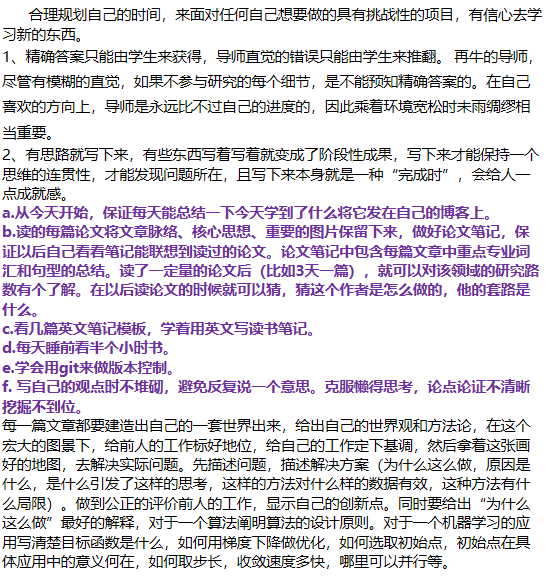 合理规划自己的时间，来面对任何自己想要做的具有挑战性的项目，有信心去学
习新的东西。
1、精确答案只能由学生来获得，导师直觉的错误只能由学生来推翻。 再牛的导师，
尽管有模糊的直觉，如果不参与研究的每个细节，是不能预知精确答案的。在自己
喜欢的方向上，导师是永远比不过自己的进度的，因此乘着环境宽松时未雨绸缪相
当重要。
2、有思路就写下来，有些东西写着写着就变成了阶段性成果，写下来才能保持一个
思维的连贯性，才能发现问题所在，且写下来本身就是一种“完成时”，会给人一
点成就感。
a.从今天开始，保证每天能总结一下今天学到了什么将它发在自己的博客上。
b.读的每篇论文将文章脉络、核心思想、重要的图片保留下来，做好论文笔记，保
证以后自己看看笔记能联想到读过的论文。论文笔记中包含每篇文章中重点专业词
汇和句型的总结。读了一定量的论文后（比如3天一篇），就可以对该领域的研究路
数有个了解。在以后读论文的时候就可以猜，猜这个作者是怎么做的，他的套路是
什么。
c.看几篇英文笔记模板，学着用英文写读书笔记。
d.每天睡前看半个小时书。
e.学会用git来做版本控制。
f. 写自己的观点时不堆砌，避免反复说一个意思。克服懒得思考，论点论证不清晰
挖掘不到位。
每一篇文章都要建造出自己的一套世界出来，给出自己的世界观和方法论，在这个
宏大的图景下，给前人的工作标好地位，给自己的工作定下基调，然后拿着这张画
好的地图，去解决实际问题。先描述问题，描述解决方案（为什么这么做，原因是
什么，是什么引发了这样的思考，这样的方法对什么样的数据有效，这种方法有什
么局限）。做到公正的评价前人的工作，显示自己的创新点。同时要给出“为什么
这么做”最好的解释，对于一个算法阐明算法的设计原则。对于一个机器学习的应
用写清楚目标函数是什么，如何用梯度下降做优化，如何选取初始点，初始点在具
体应用中的意义何在，如何取步长，收敛速度多快，哪里可以并行等。